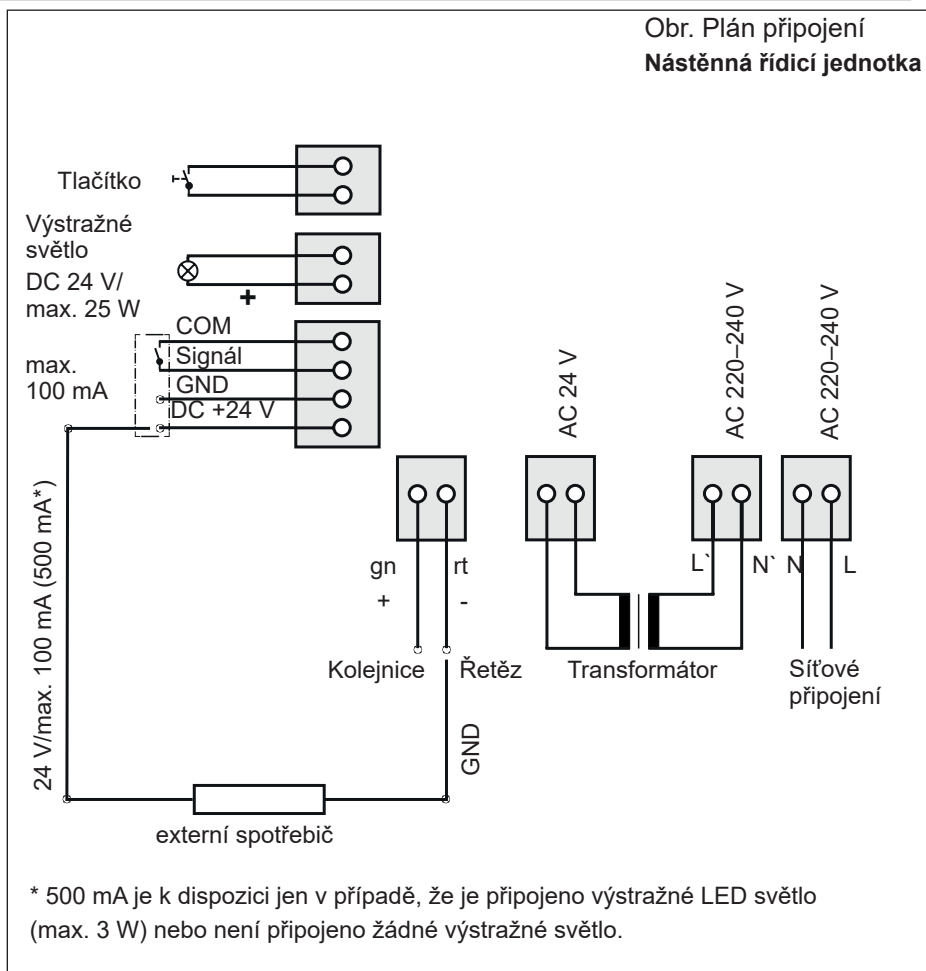 Obr. Plán připojení
Nástěnná řídicí jednotka
Tlačítko
Výstražné
světlo
DC 24 V/
max. 25 W
+
COM
Signál
GND
DC +24 V
max.
100 mA
24 V/max. 100 mA (500 mA*)
AC 24 V
AC 220–240 V
AC 220–240 V
gn
rt
+
-
L`
N`
N
L
Kolejnice
Řetěz
Transformátor
Síťové
připojení
GND
externí spotřebič
* 500 mA je k dispozici jen v případě, že je připojeno výstražné LED světlo
(max. 3 W) nebo není připojeno žádné výstražné světlo.